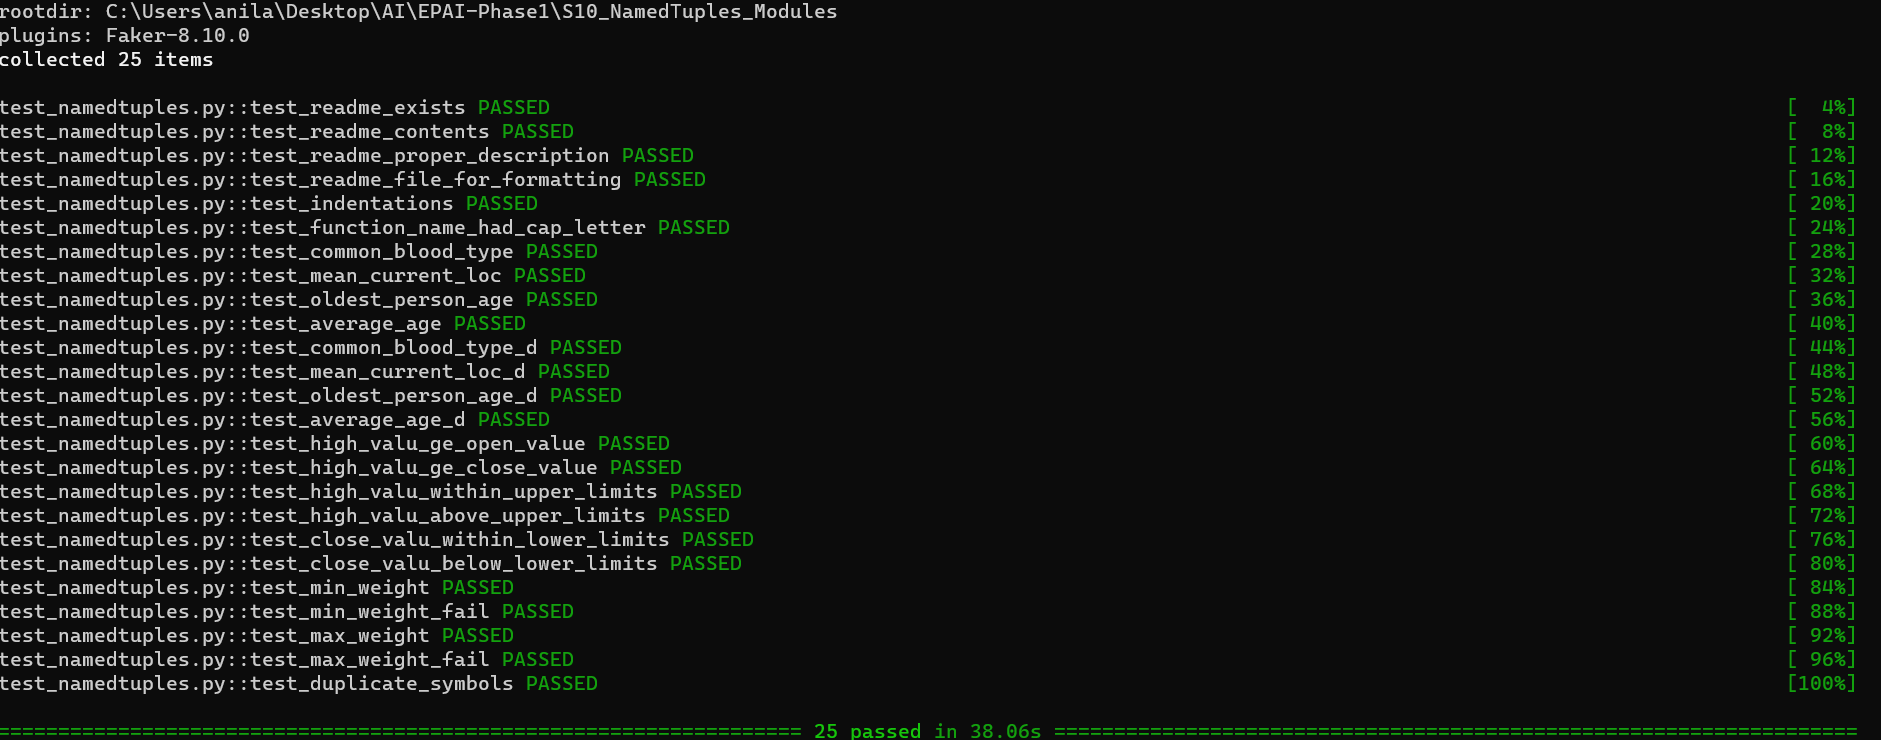 rootdir: C:\Users\anila\Desktop\AI\EPAI-Phase1\S10_NamedTuples_Modules
plugins: Faker-8.10.0
collected 25 items
test_namedtuples.py::test_readme_exists PASSED [  4%]
test_namedtuples.py::test_readme_contents PASSED [  8%]
test_namedtuples.py::test_readme_proper_description PASSED [ 12%]
test_namedtuples.py::test_readme_file_for_formatting PASSED [ 16%]
test_namedtuples.py::test_indentations PASSED [ 20%]
test_namedtuples.py::test_function_name_had_cap_letter PASSED [ 24%]
test_namedtuples.py::test_common_blood_type PASSED [ 28%]
test_namedtuples.py::test_mean_current_loc PASSED [ 32%]
test_namedtuples.py::test_oldest_person_age PASSED [ 36%]
test_namedtuples.py::test_average_age PASSED [ 40%]
test_namedtuples.py::test_common_blood_type_d PASSED [ 44%]
test_namedtuples.py::test_mean_current_loc_d PASSED [ 48%]
test_namedtuples.py::test_oldest_person_age_d PASSED [ 52%]
test_namedtuples.py::test_average_age_d PASSED [ 56%]
test_namedtuples.py::test_high_valu_ge_open_value PASSED [ 60%]
test_namedtuples.py::test_high_valu_ge_close_value PASSED [ 64%]
test_namedtuples.py::test_high_valu_within_upper_limits PASSED [ 68%]
test_namedtuples.py::test_high_valu_above_upper_limits PASSED [ 72%]
test_namedtuples.py::test_close_valu_within_lower_limits PASSED [ 76%]
test_namedtuples.py::test_close_valu_below_lower_limits PASSED [ 80%]
test_namedtuples.py::test_min_weight PASSED [ 84%]
test_namedtuples.py::test_min_weight_fail PASSED [ 88%]
test_namedtuples.py::test_max_weight PASSED [ 92%]
test_namedtuples.py::test_max_weight_fail PASSED [ 96%]
test_namedtuples.py::test_duplicate_symbols PASSED [100%]
=================================================================== 25 passed in 38.06s ===================================================================